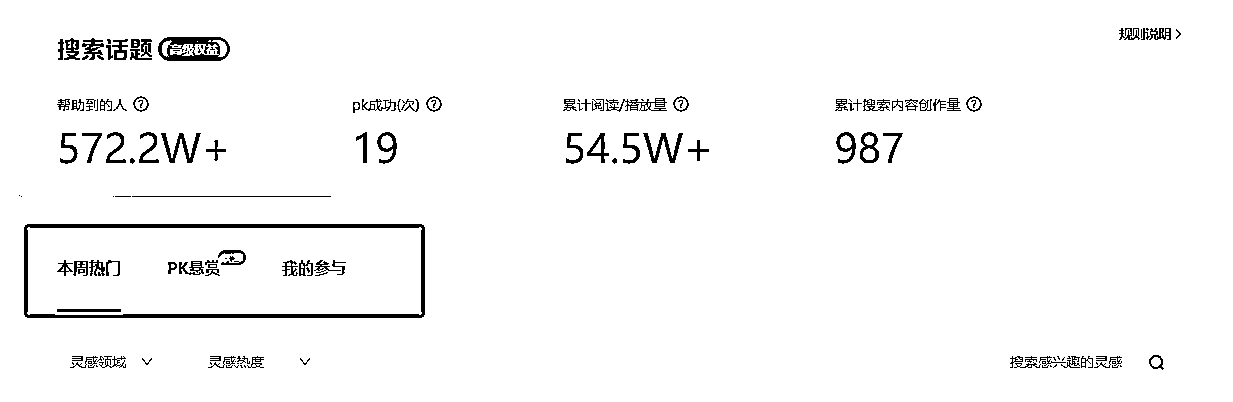 搜索话题 高级权益
规则说明 >
帮助到的人 ?
572.2W+
pk成功(次) ?
19
累计阅读/播放量 ?
54.5W+
累计搜索内容创作量 ?
987
本周热门 PK悬赏 我的参与
灵感领域 灵感热度 搜索感兴趣的灵感